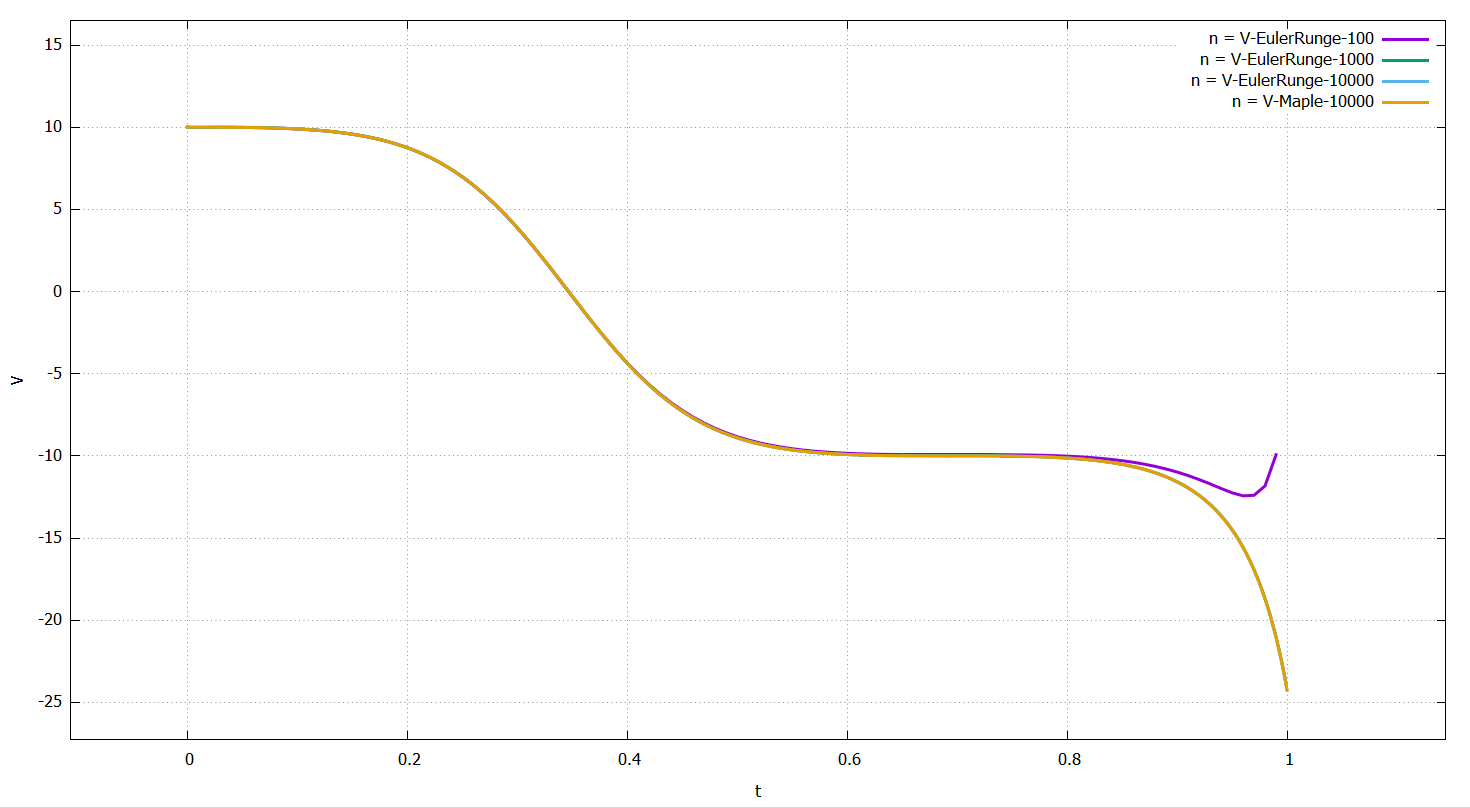 n = V-EulerRunge-100
n = V-EulerRunge-1000
n = V-EulerRunge-10000
n = V-Maple-10000
15
10
5
0
-5
-10
-15
-20
-25
v
0 0.2 0.4 0.6 0.8 1
t